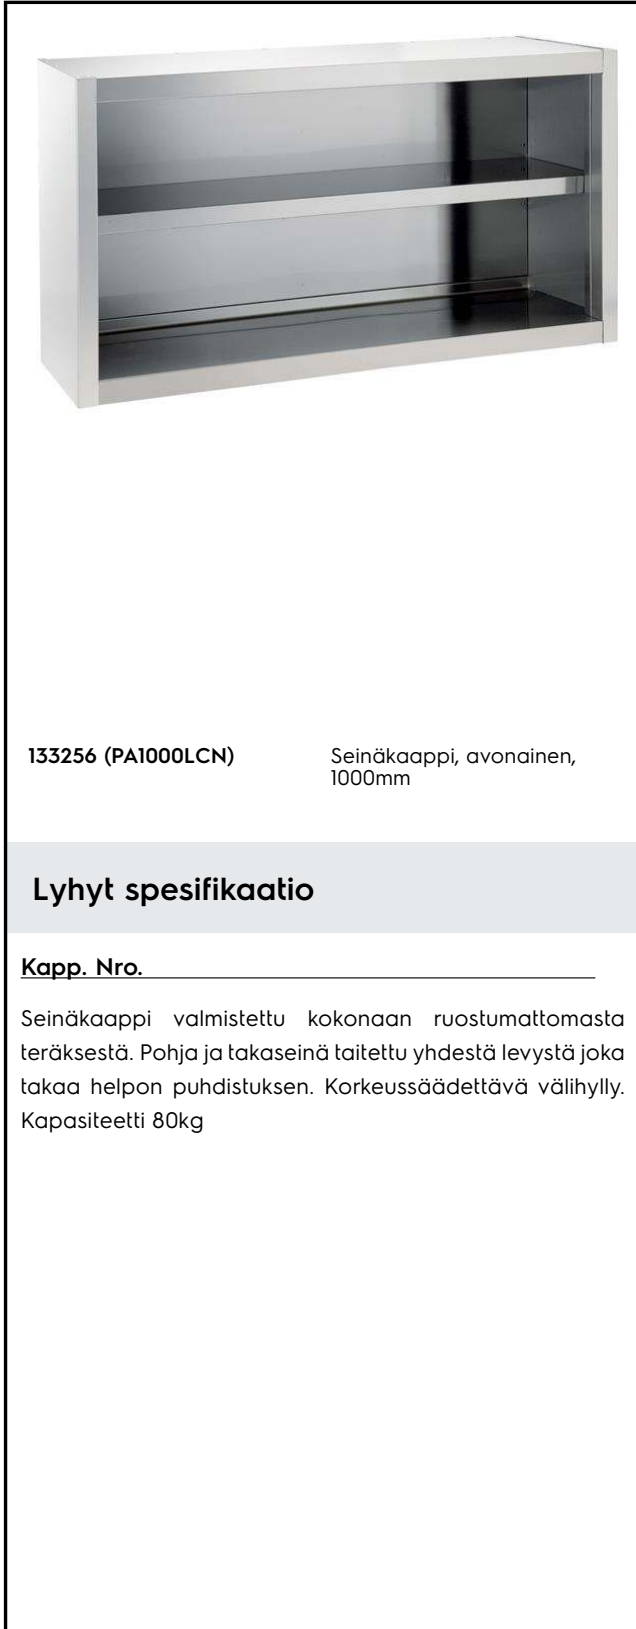 133256 (PA1000LCN)
Seinäkaappi, avonainen,
1000mm
Lyhyt spesifikaatio
Kapp. Nro.
Seinäkaappi valmistettu kokonaan ruostumattomasta
teräksestä. Pohja ja takaseinä taitettu yhdestä levystä joka
takaa helpon puhdistuksen. Korkeussäädettävä välihylly.
Kapasiteetti 80kg